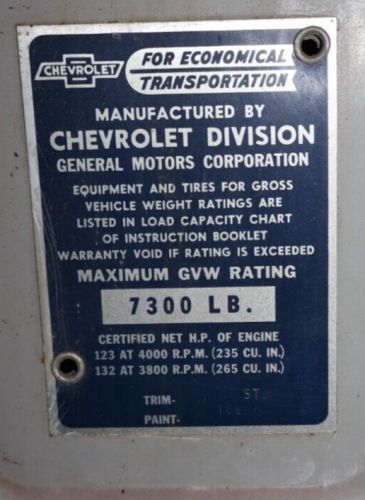 CHEVROLET
FOR ECONOMICAL
TRANSPORTATION
MANUFACTURED BY
CHEVROLET DIVISION
GENERAL MOTORS CORPORATION
EQUIPMENT AND TIRES FOR GROSS
VEHICLE WEIGHT RATINGS ARE
LISTED IN LOAD CAPACITY CHART
OF INSTRUCTION BOOKLET
WARRANTY VOID IF RATING IS EXCEEDED
MAXIMUM GVW RATING
7300 LB.
CERTIFIED NET H.P. OF ENGINE
123 AT 4000 R.P.M. (235 CU. IN.)
132 AT 3800 R.P.M. (265 CU. IN.)
TRIM-
PAINT-